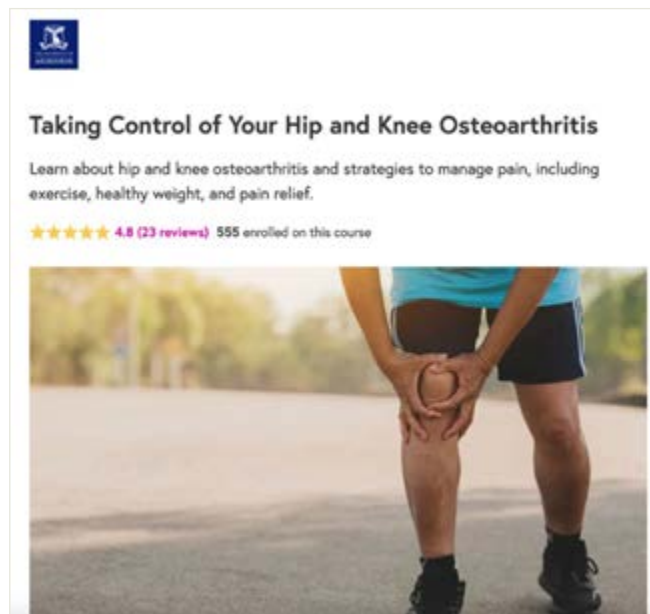 Taking Control of Your Hip and Knee Osteoarthritis
Learn about hip and knee osteoarthritis and strategies to manage pain, including
exercise, healthy weight, and pain relief.
4.8 (23 reviews) 555 enrolled on this course